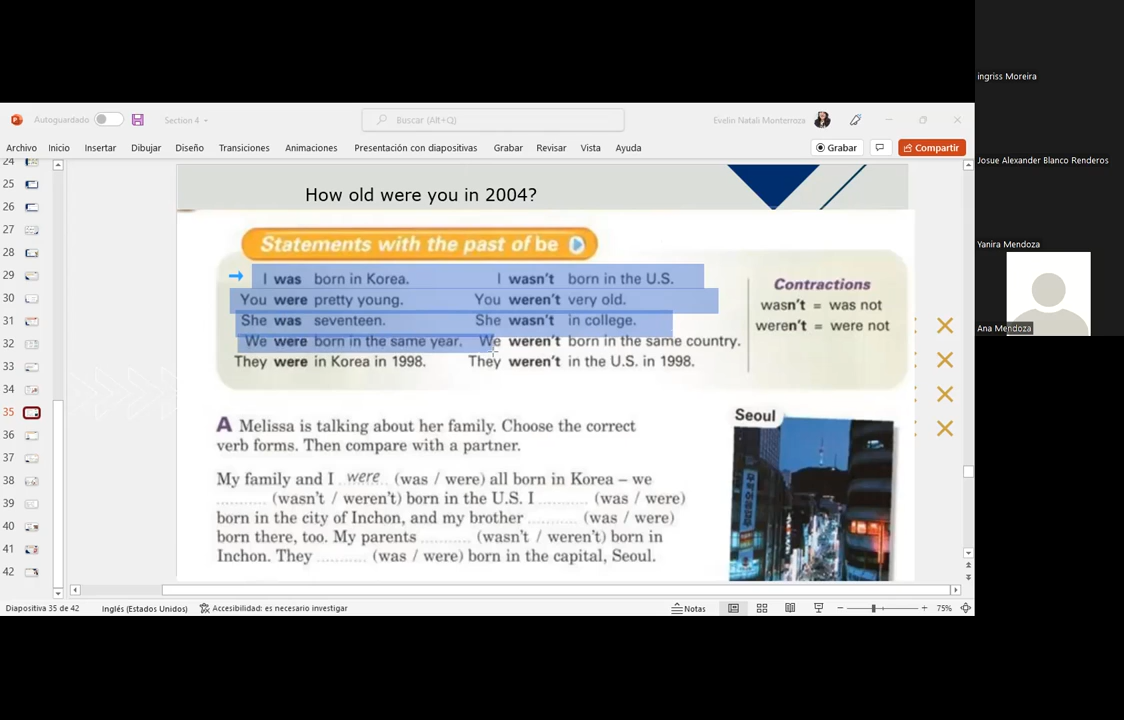 ingriss Moreira
Autoguardado
Section 4
Buscar (Alt+Q)
Evelin Natali Monterroza
Archivo Inicio Insertar Dibujar Diseño Transiciones Animaciones Presentación con diapositivas Grabar Revisar Vista Ayuda Grabar Compartir
Josue Alexander Blanco Renderos
Yanira Mendoza
Ana Mendoza
24
25
26
27
28
29
30
31
32
33
34
35
36
37
38
39
40
41
42
How old were you in 2004?
Statements with the past of be
I was born in Korea. I wasn't born in the U.S.
You were pretty young. You weren't very old.
She was seventeen. She wasn't in college.
We were born in the same year. We weren't born in the same country.
They were in Korea in 1998. They weren't in the U.S. in 1998.
Contractions
wasn't = was not
weren't = were not
A Melissa is talking about her family. Choose the correct
verb forms. Then compare with a partner.
My family and I were (was / were) all born in Korea – we
.......... (wasn't / weren't) born in the U.S. I .......... (was / were)
born in the city of Inchon, and my brother .......... (was / were)
born there, too. My parents .......... (wasn't / weren't) born in
Inchon. They .......... (was / were) born in the capital, Seoul.
Seoul
Diapositiva 35 de 42 Inglés (Estados Unidos) Accesibilidad: es necesario investigar Notas 75%